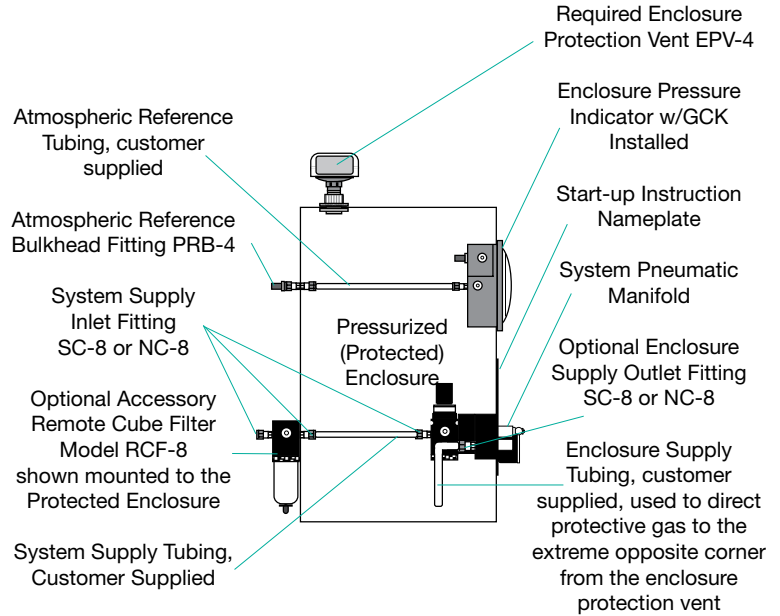 Required Enclosure
Protection Vent EPV-4
Enclosure Pressure
Indicator w/GCK
Installed
Atmospheric Reference
Tubing, customer
supplied
Start-up Instruction
Nameplate
Atmospheric Reference
Bulkhead Fitting PRB-4
System Pneumatic
Manifold
System Supply
Inlet Fitting
SC-8 or NC-8
Pressurized
(Protected)
Enclosure
Optional Enclosure
Supply Outlet Fitting
SC-8 or NC-8
Optional Accessory
Remote Cube Filter
Model RCF-8
shown mounted to the
Protected Enclosure
Enclosure Supply
Tubing, customer
supplied, used to direct
protective gas to the
extreme opposite corner
from the enclosure
protection vent
System Supply Tubing,
Customer Supplied